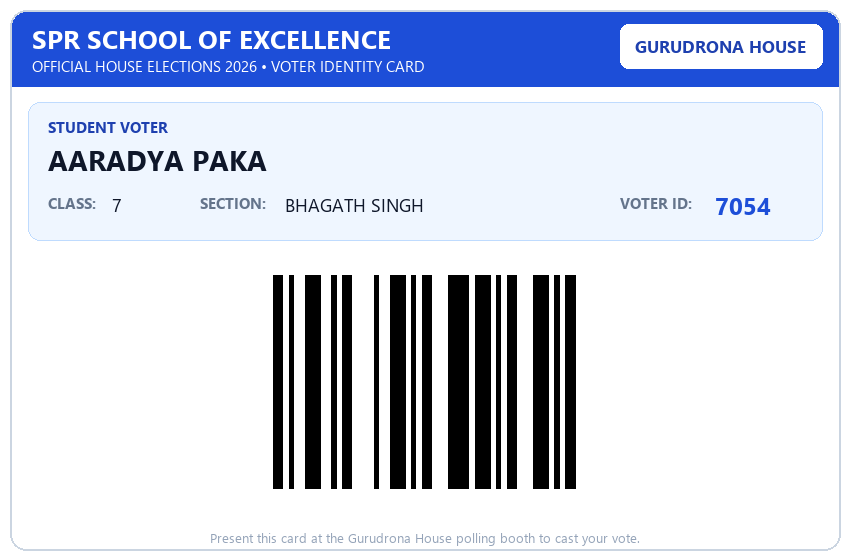 SPR SCHOOL OF EXCELLENCE
OFFICIAL HOUSE ELECTIONS 2026 • VOTER IDENTITY CARD
GURUDRONA HOUSE
STUDENT VOTER
AARADYA PAKA
CLASS: 7 SECTION: BHAGATH SINGH VOTER ID: 7054
Present this card at the Gurudrona House polling booth to cast your vote.